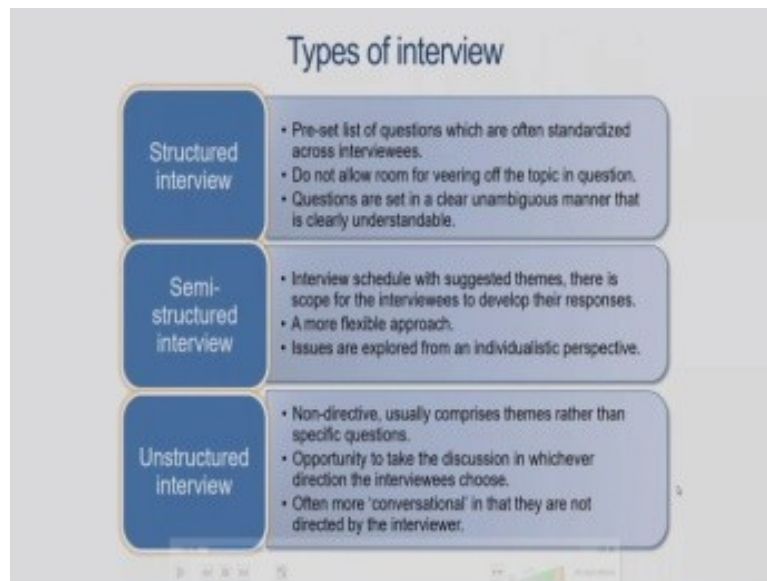 Types of interview
Structured
interview
• Pre-set list of questions which are often standardized
across interviewees.
• Do not allow room for veering off the topic in question.
• Questions are set in a clear unambiguous manner that
is clearly understandable.
Semi-
structured
interview
• Interview schedule with suggested themes, there is
scope for the interviewees to develop their responses.
• A more flexible approach.
• Issues are explored from an individualistic perspective.
Unstructured
interview
• Non-directive, usually comprises themes rather than
specific questions.
• Opportunity to take the discussion in whichever
direction the interviewees choose.
• Often more ‘conversational’ in that they are not
directed by the interviewer.